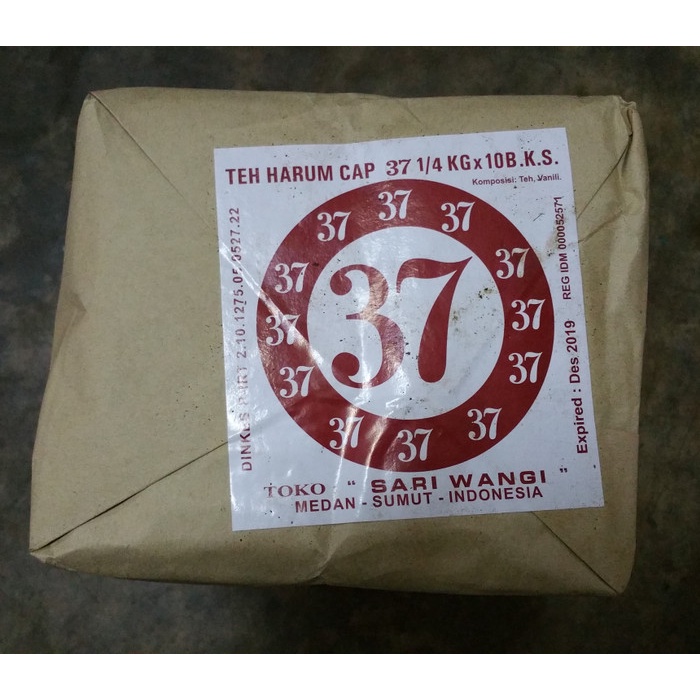 TEH HARUM CAP 37 1/4 KG x 10B.K.S.
Komposisi: Teh, Vanili.
DINKES P-IRT 2.10.1275.05.0527.22
37
37
37
37
37
37
37
37
37
37
37
37
37
REG IDM 000052571
Expired : Des 2019
TOKO " SARI WANGI "
MEDAN - SUMUT - INDONESIA